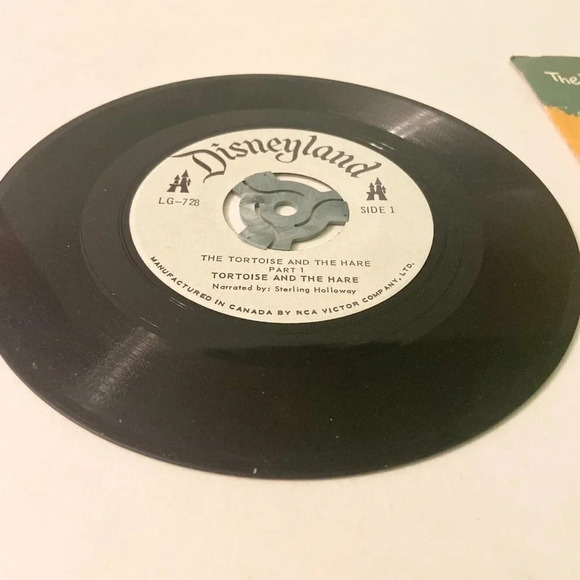 Disneyland
LG-728
SIDE 1
THE TORTOISE AND THE HARE
PART 1
TORTOISE AND THE HARE
Narrated by: Sterling Holloway
MANUFACTURED IN CANADA BY RCA VICTOR COMPANY, LTD.
The